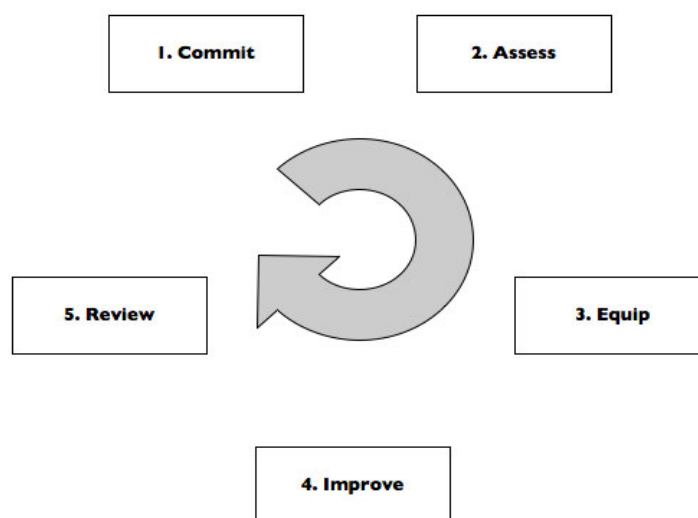 1. Commit
2. Assess
3. Equip
4. Improve
5. Review